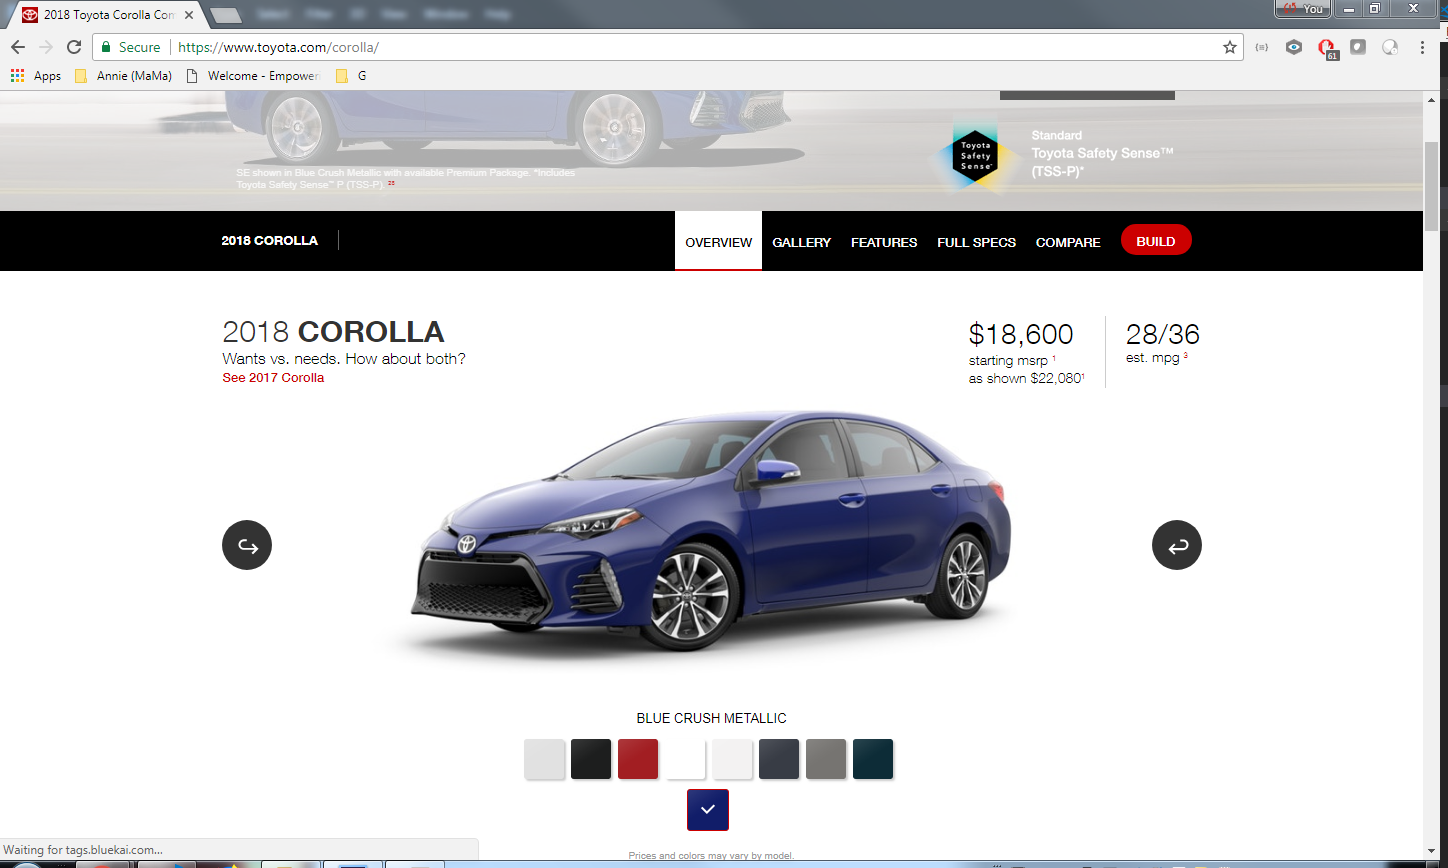 2018 Toyota Corolla Com
You
Secure
https://www.toyota.com/corolla/
61
Apps
Annie (MaMa)
Welcome - Empower
G
SE shown in Blue Crush Metallic with available Premium Package. *Includes
Toyota Safety Sense™ P (TSS-P)
Toyota
Safety
Sense
Standard
Toyota Safety Sense™
(TSS-P)*
2018 COROLLA
OVERVIEW
GALLERY
FEATURES
FULL SPECS
COMPARE
BUILD
2018 COROLLA
Wants vs. needs. How about both?
See 2017 Corolla
$18,600
starting msrp 1
as shown $22,080 1
28/36
est. mpg 3
BLUE CRUSH METALLIC
Prices and colors may vary by model.
Waiting for tags.bluekai.com...